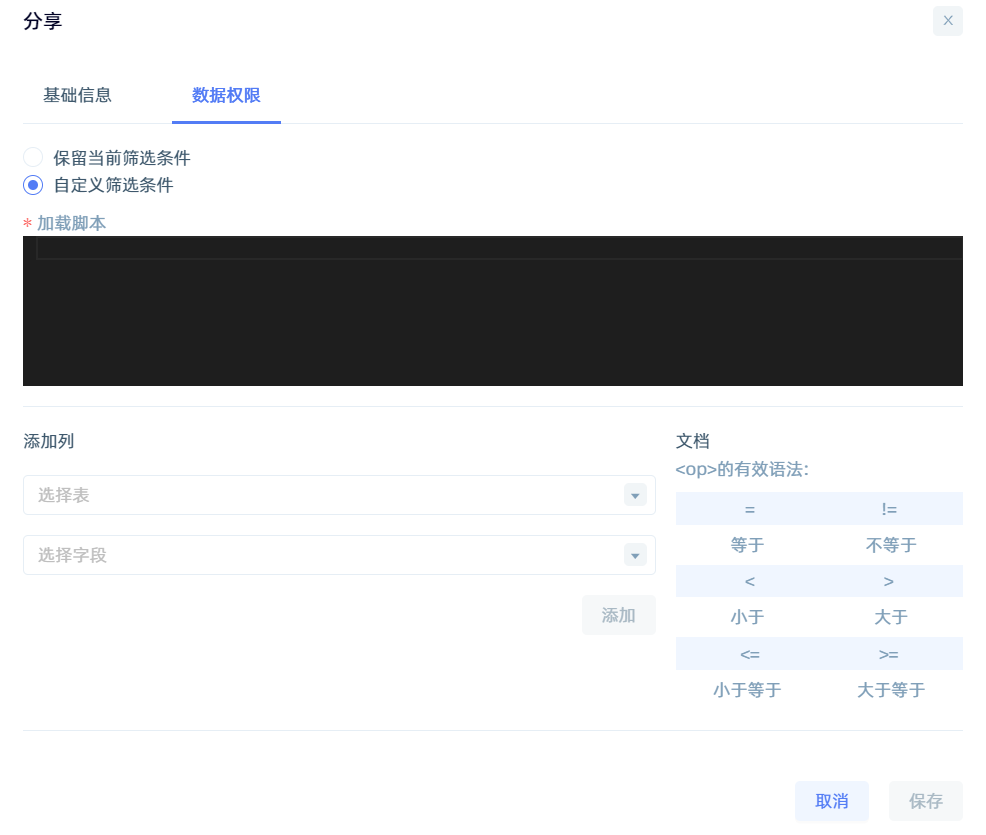 分享
X
基础信息
数据权限
保留当前筛选条件
自定义筛选条件
* 加载脚本
添加列
选择表
选择字段
添加
文档
<op>的有效语法:
= !=
等于 不等于
< >
小于 大于
<= >=
小于等于 大于等于
取消
保存